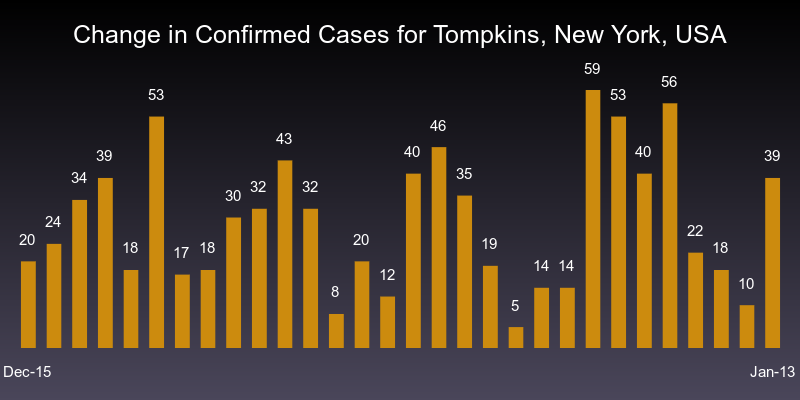 Change in Confirmed Cases for Tompkins, New York, USA
20 24 34 39 18 53 17 18 30 32 43 32 8 20 12 40 46 35 19 5 14 14 59 53 40 56 22 18 10 39
Dec-15 Jan-13